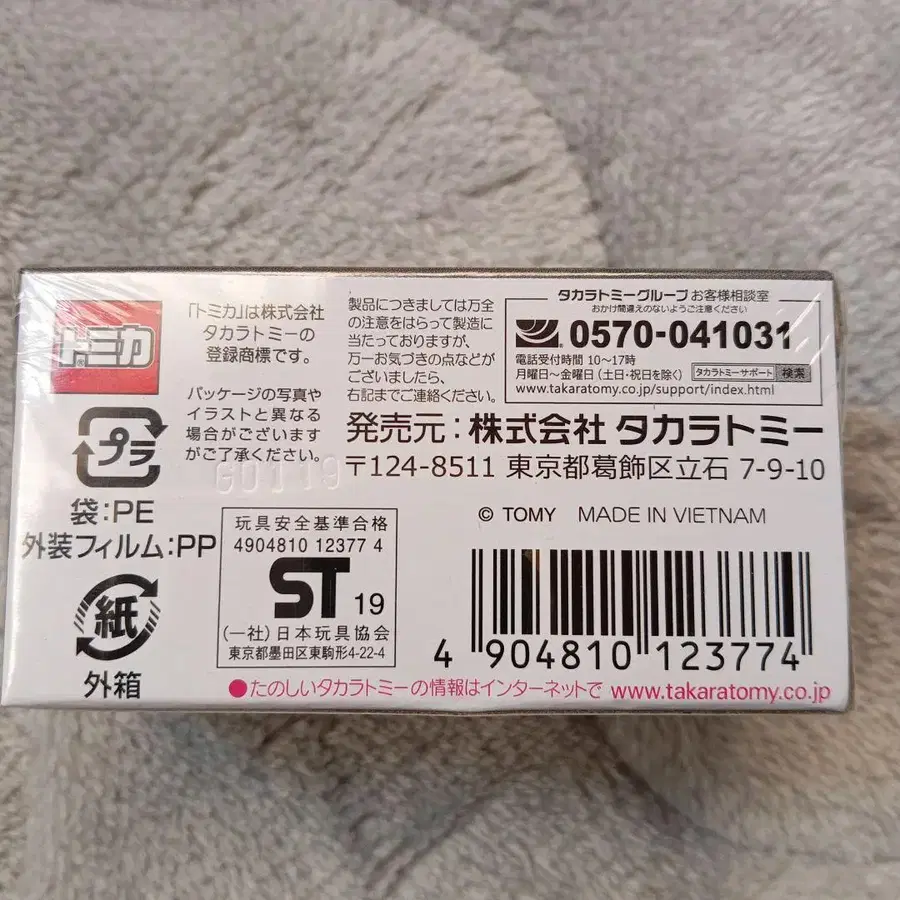 トミカ
「トミカ」は株式会社
タカラトミーの
登録商標です。
パッケージの写真や
イラストと異なる
場合がございます
がご了承ください。
製品につきましては万全
の注意をはらって製造に
当たっておりますが、
万一お気づきの点などが
ございましたら、
右記までご連絡ください。
タカラトミーグループ お客様相談室
おかけ間違えのないようご注意ください
0570-041031
電話受付時間 10〜17時
月曜日〜金曜日 (土日・祝日を除く)
タカラトミーサポート 検索
www.takaratomy.co.jp/support/index.html
発売元:株式会社 タカラトミー
〒124-8511 東京都葛飾区立石 7-9-10
G0119
© TOMY MADE IN VIETNAM
プラ
袋:PE
外装フィルム:PP
紙
外箱
玩具安全基準合格
4904810 12377 4
ST 19
(一社)日本玩具協会
東京都墨田区東駒形4-22-4
4 904810 123774
●たのしいタカラトミーの情報はインターネットで www.takaratomy.co.jp